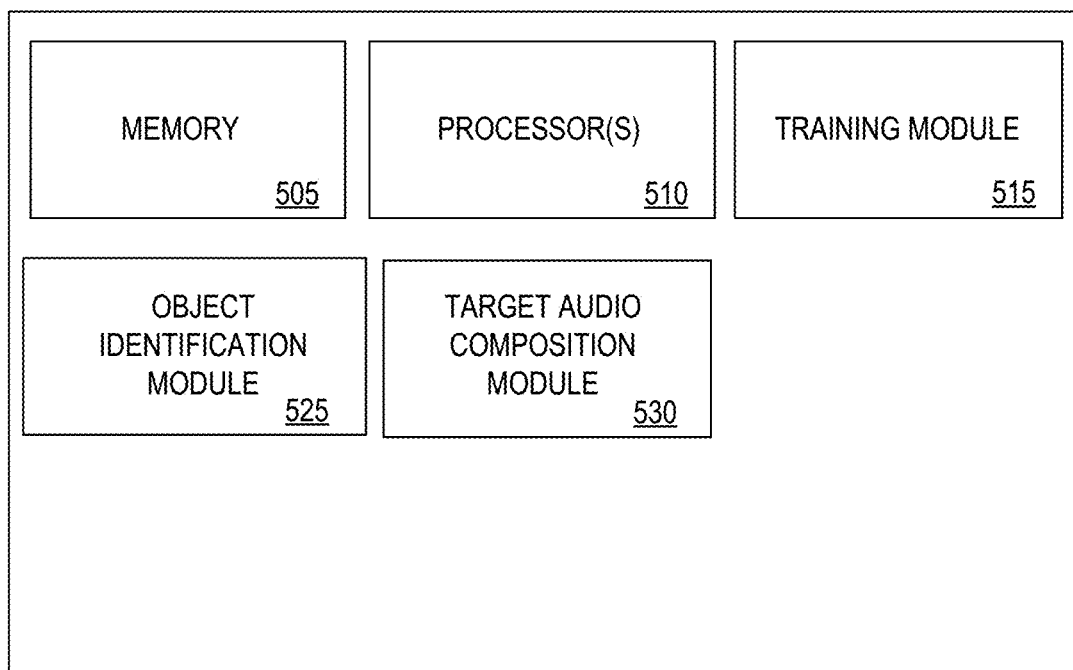 MEMORY
505
PROCESSOR(S)
510
TRAINING MODULE
515
OBJECT
IDENTIFICATION
MODULE
525
TARGET AUDIO
COMPOSITION
MODULE
530